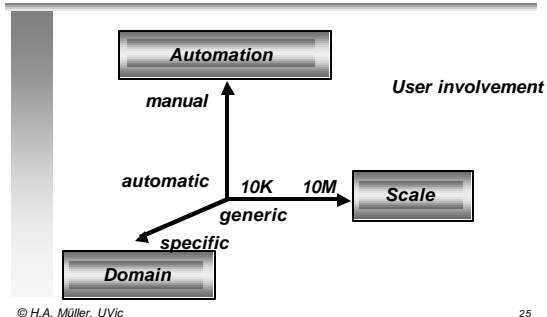 Automation
User involvement
manual
automatic
10K 10M
Scale
generic
specific
Domain
© H.A. Müller, UVic 25